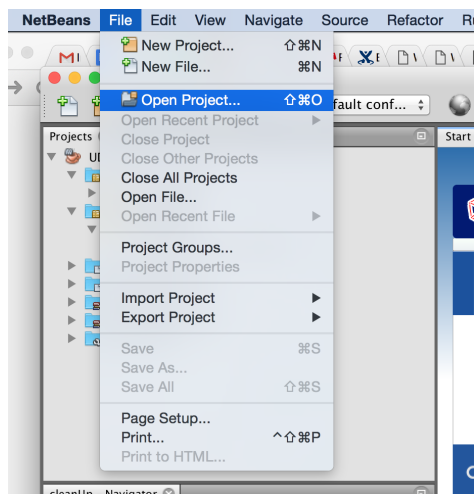 NetBeans File Edit View Navigate Source Refactor
New Project... ⇧⌘N
New File... ⌘N
Open Project... ⇧⌘O
fault conf...
Open Recent Project
Projects
Start
Close Project
Close Other Projects
Close All Projects
Open File...
Open Recent File
Project Groups...
Project Properties
Import Project
Export Project
Save ⌘S
Save As...
Save All ⇧⌘S
Page Setup...
Print... ^⇧⌘P
Print to HTML...
cleanUp - Navigator